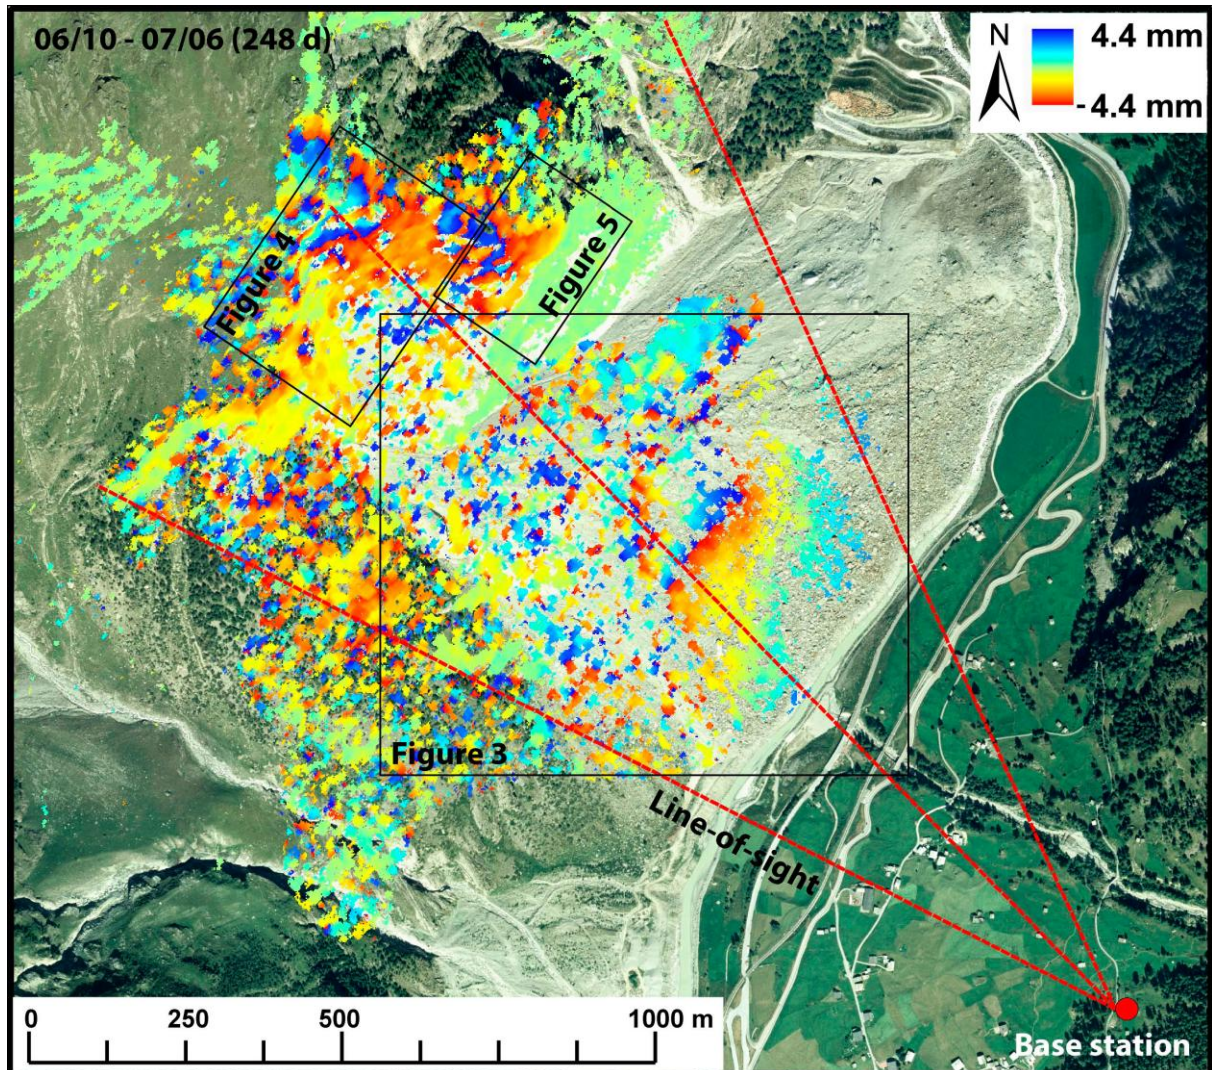 06/10 - 07/06 (248 d)
N
4.4 mm
-4.4 mm
Figure 4
Figure 5
Figure 3
Line-of-sight
0 250 500 1000 m
Base station